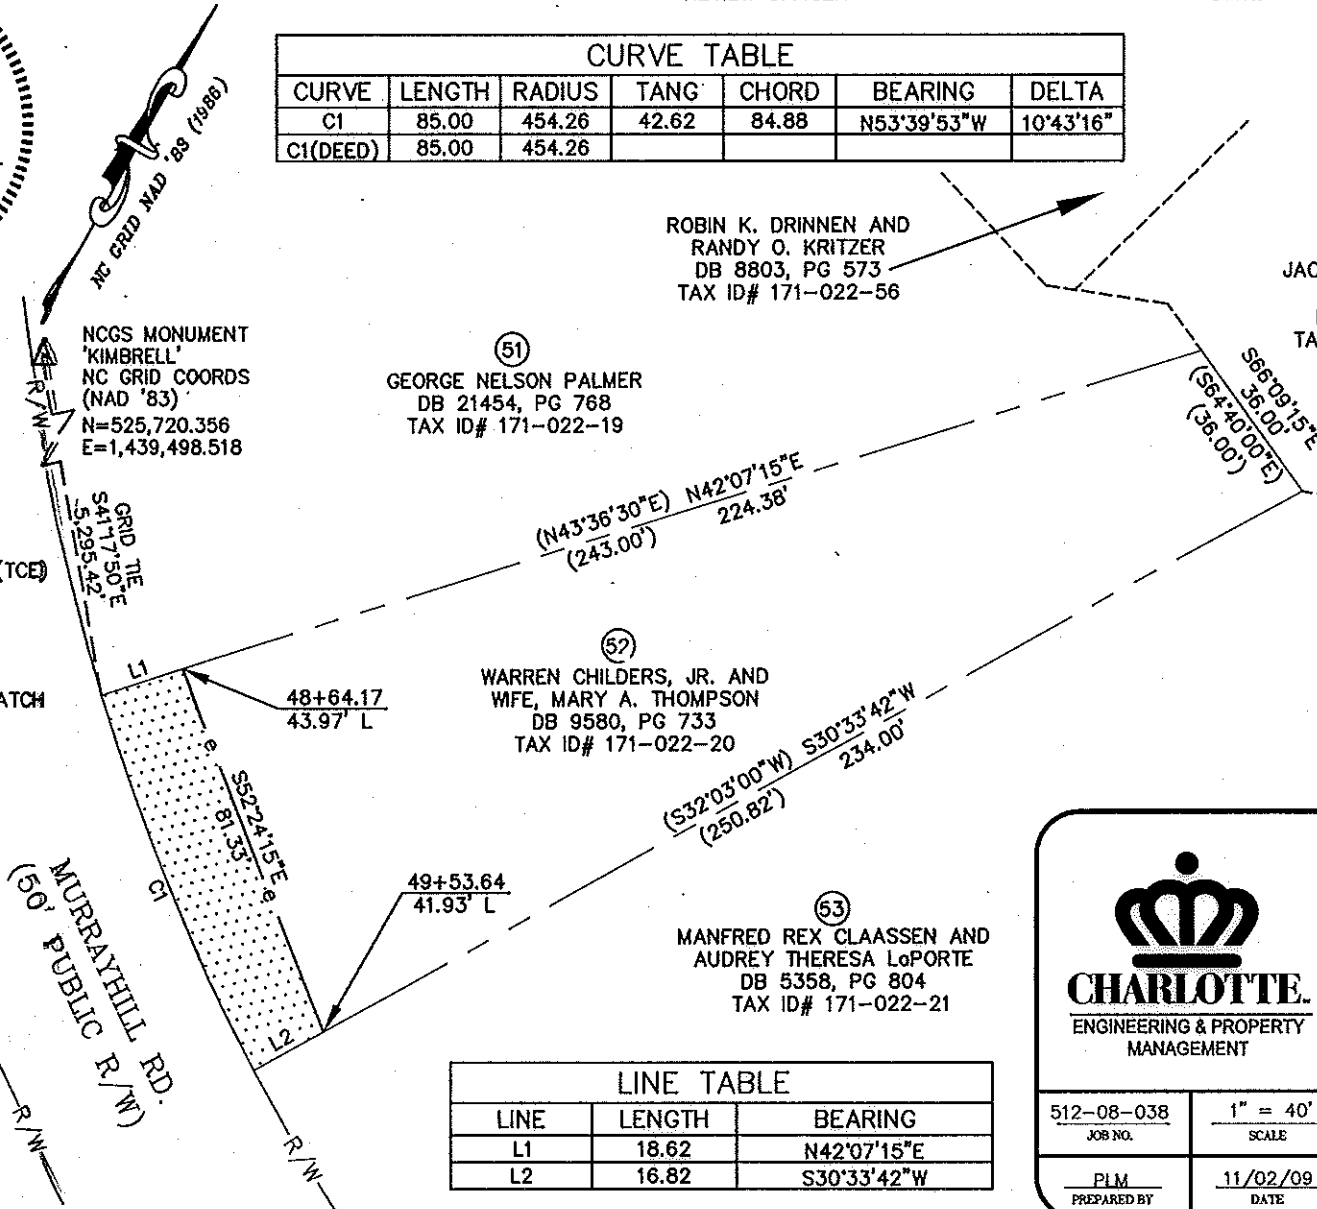 CURVE TABLE
CURVE LENGTH RADIUS TANG CHORD BEARING DELTA
C1 85.00 454.26 42.62 84.88 N53°39'53"W 10°43'16"
C1(DEED) 85.00 454.26
NC GRID NAD '83 (1986)
ROBIN K. DRINNEN AND
RANDY O. KRITZER
DB 8803, PG 573
TAX ID# 171-022-56
JAC
TA
NCGS MONUMENT
'KIMBRELL'
NC GRID COORDS
(NAD '83)
N=525,720.356
E=1,439,498.518
R/W
51
GEORGE NELSON PALMER
DB 21454, PG 768
TAX ID# 171-022-19
S66°09'15"E
36.00'
(S64°40'00"E)
(36.00')
(N43°36'30"E) N42°07'15"E
(243.00') 224.38'
GRID TIE
S41°17'50"E
5,295.42'
(TCE)
ATCH
L1
48+64.17
43.97' L
52
WARREN CHILDERS, JR. AND
WIFE, MARY A. THOMPSON
DB 9580, PG 733
TAX ID# 171-022-20
(S32°03'00"W) S30°33'42"W
(250.82') 234.00'
e
S52°24'15"E
81.33'
e
C1
49+53.64
41.93' L
L2
MURRAYHILL RD.
(50' PUBLIC R/W)
R/W
R/W
53
MANFRED REX CLAASSEN AND
AUDREY THERESA LaPORTE
DB 5358, PG 804
TAX ID# 171-022-21
LINE TABLE
LINE LENGTH BEARING
L1 18.62 N42°07'15"E
L2 16.82 S30°33'42"W
CHARLOTTE.
ENGINEERING & PROPERTY
MANAGEMENT
512-08-038 1" = 40'
JOB NO. SCALE
PLM 11/02/09
PREPARED BY DATE